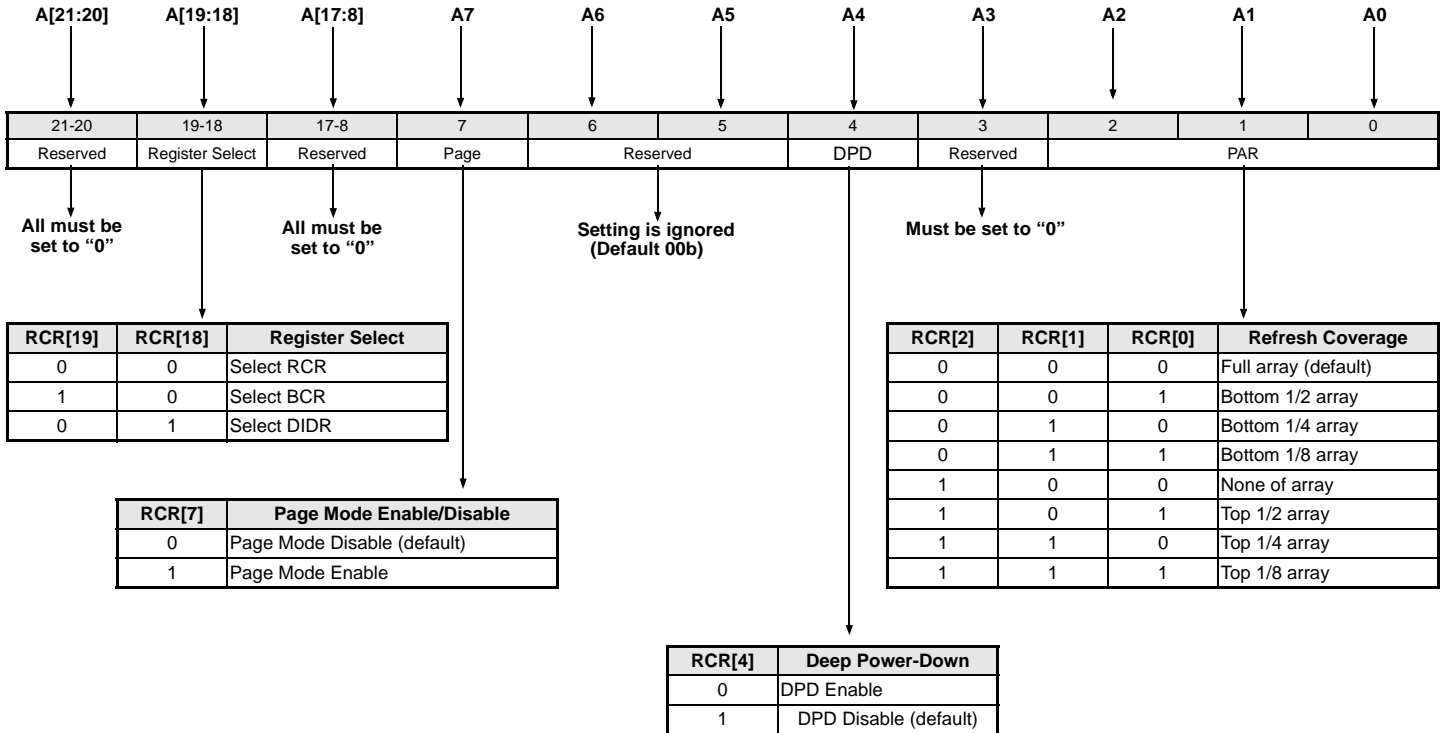 A[21:20] A[19:18] A[17:8] A7 A6 A5 A4 A3 A2 A1 A0
21-20 19-18 17-8 7 6 5 4 3 2 1 0
Reserved Register Select Reserved Page Reserved DPD Reserved PAR
All must be
set to “0”
All must be
set to “0”
Setting is ignored
(Default 00b)
Must be set to “0”
RCR[19] RCR[18] Register Select
0 0 Select RCR
1 0 Select BCR
0 1 Select DIDR
RCR[2] RCR[1] RCR[0] Refresh Coverage
0 0 0 Full array (default)
0 0 1 Bottom 1/2 array
0 1 0 Bottom 1/4 array
0 1 1 Bottom 1/8 array
1 0 0 None of array
1 0 1 Top 1/2 array
1 1 0 Top 1/4 array
1 1 1 Top 1/8 array
RCR[7] Page Mode Enable/Disable
0 Page Mode Disable (default)
1 Page Mode Enable
RCR[4] Deep Power-Down
0 DPD Enable
1 DPD Disable (default)